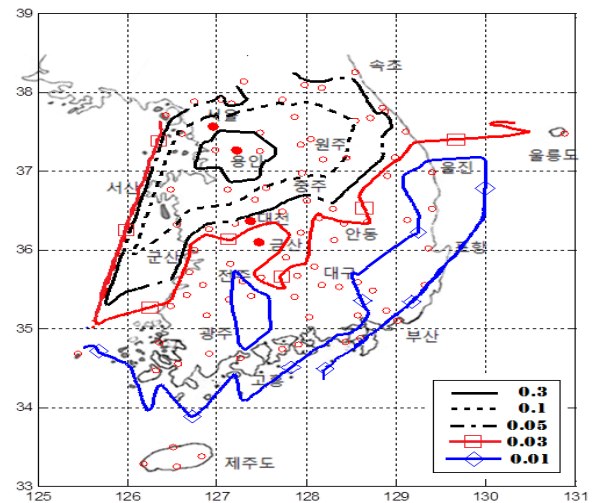 39
38
37
36
35
34
33
125 126 127 128 129 130 131
속초
서울
용인
원주
울진
울릉도
서산
충주
대천
안동
군산
금산
포항
전주
대구
광주
부산
고흥
제주도
0.3
0.1
0.05
0.03
0.01